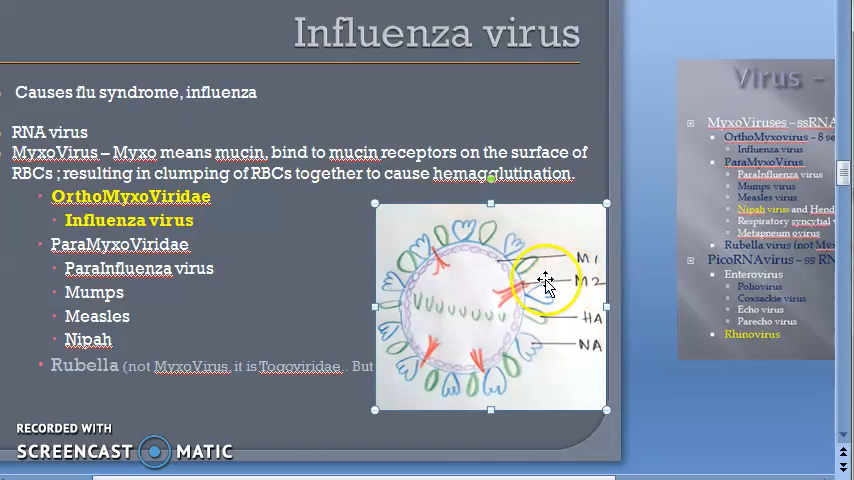 Influenza virus
Causes flu syndrome, influenza
RNA virus
MyxoVirus – Myxo means mucin, bind to mucin receptors on the surface of
RBCs ; resulting in clumping of RBCs together to cause hemagglutination.
OrthoMyxoViridae
Influenza virus
ParaMyxoViridae
ParaInfluenza virus
Mumps
Measles
Nipah
Rubella (not MyxoVirus, it is Togoviridae.. But
M1
M2
HA
NA
RECORDED WITH
SCREENCAST MATIC
Virus –
MyxoViruses – ssRNA
OrthoMyxovirus – 8 se
Influenza virus
ParaMyxoVirus
ParaInfluenza virus
Mumps virus
Measles virus
Nipah virus and Hend
Respiratory syncytial v
Metapneum ovirus
Rubella virus (not Myx
PicoRNAvirus – ss RN
Enterovirus
Poliovirus
Coxsackie virus
Echo virus
Parecho virus
Rhinovirus